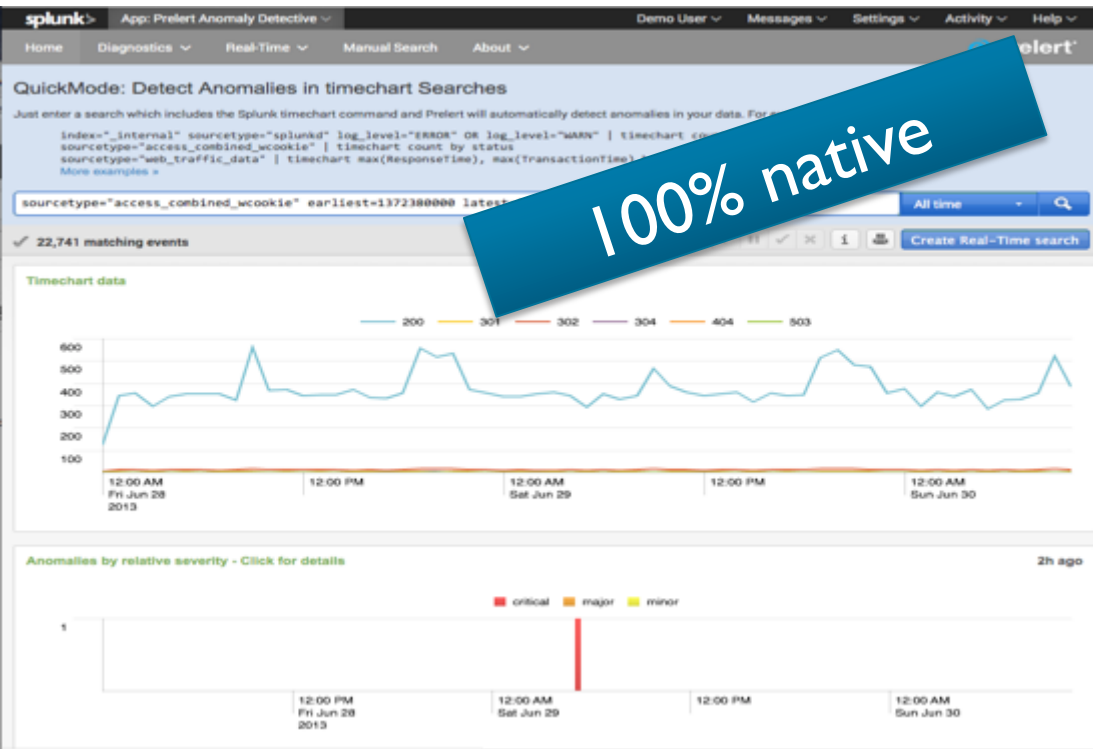 splunk> App: Prelert Anomaly Detective Demo User Messages Settings Activity Help
Home Diagnostics Real-Time Manual Search About elert
QuickMode: Detect Anomalies in timechart Searches
Just enter a search which includes the Splunk timechart command and Prelert will automatically detect anomalies in your data. For
index="_internal" sourcetype="splunkd" log_level="ERROR" OR log_level="WARN" | timechart
sourcetype="access_combined_wcookie" | timechart count by status
sourcetype="web_traffic_data" | timechart max(ResponseTime), max(TransactionTime)
More examples »
100% native
sourcetype="access_combined_wcookie" earliest=1372380000 latest All time
22,741 matching events i Create Real-Time search
Timechart data
200 301 302 304 404 503
600
500
400
300
200
100
12:00 AM 12:00 PM 12:00 AM 12:00 PM 12:00 AM
Fri Jun 28 Sat Jun 29 Sun Jun 30
2013
Anomalies by relative severity - Click for details 2h ago
critical major minor
1
12:00 PM 12:00 AM 12:00 PM 12:00 AM
Fri Jun 28 Sat Jun 29 Sun Jun 30
2013